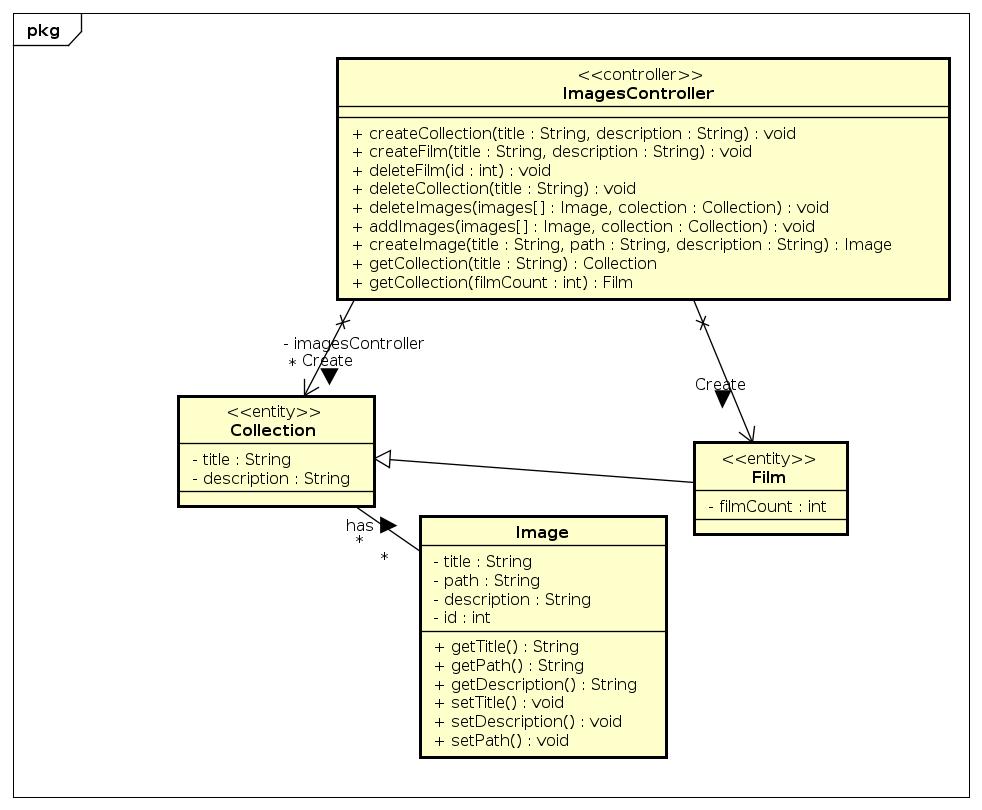 pkg
<<controller>>
ImagesController
+ createCollection(title : String, description : String) : void
+ createFilm(title : String, description : String) : void
+ deleteFilm(id : int) : void
+ deleteCollection(title : String) : void
+ deleteImages(images[] : Image, colection : Collection) : void
+ addImages(images[] : Image, collection : Collection) : void
+ createImage(title : String, path : String, description : String) : Image
+ getCollection(title : String) : Collection
+ getCollection(filmCount : int) : Film
- imagesController
* Create
Create
<<entity>>
Collection
- title : String
- description : String
<<entity>>
Film
- filmCount : int
has
*
*
Image
- title : String
- path : String
- description : String
- id : int
+ getTitle() : String
+ getPath() : String
+ getDescription() : String
+ setTitle() : void
+ setDescription() : void
+ setPath() : void